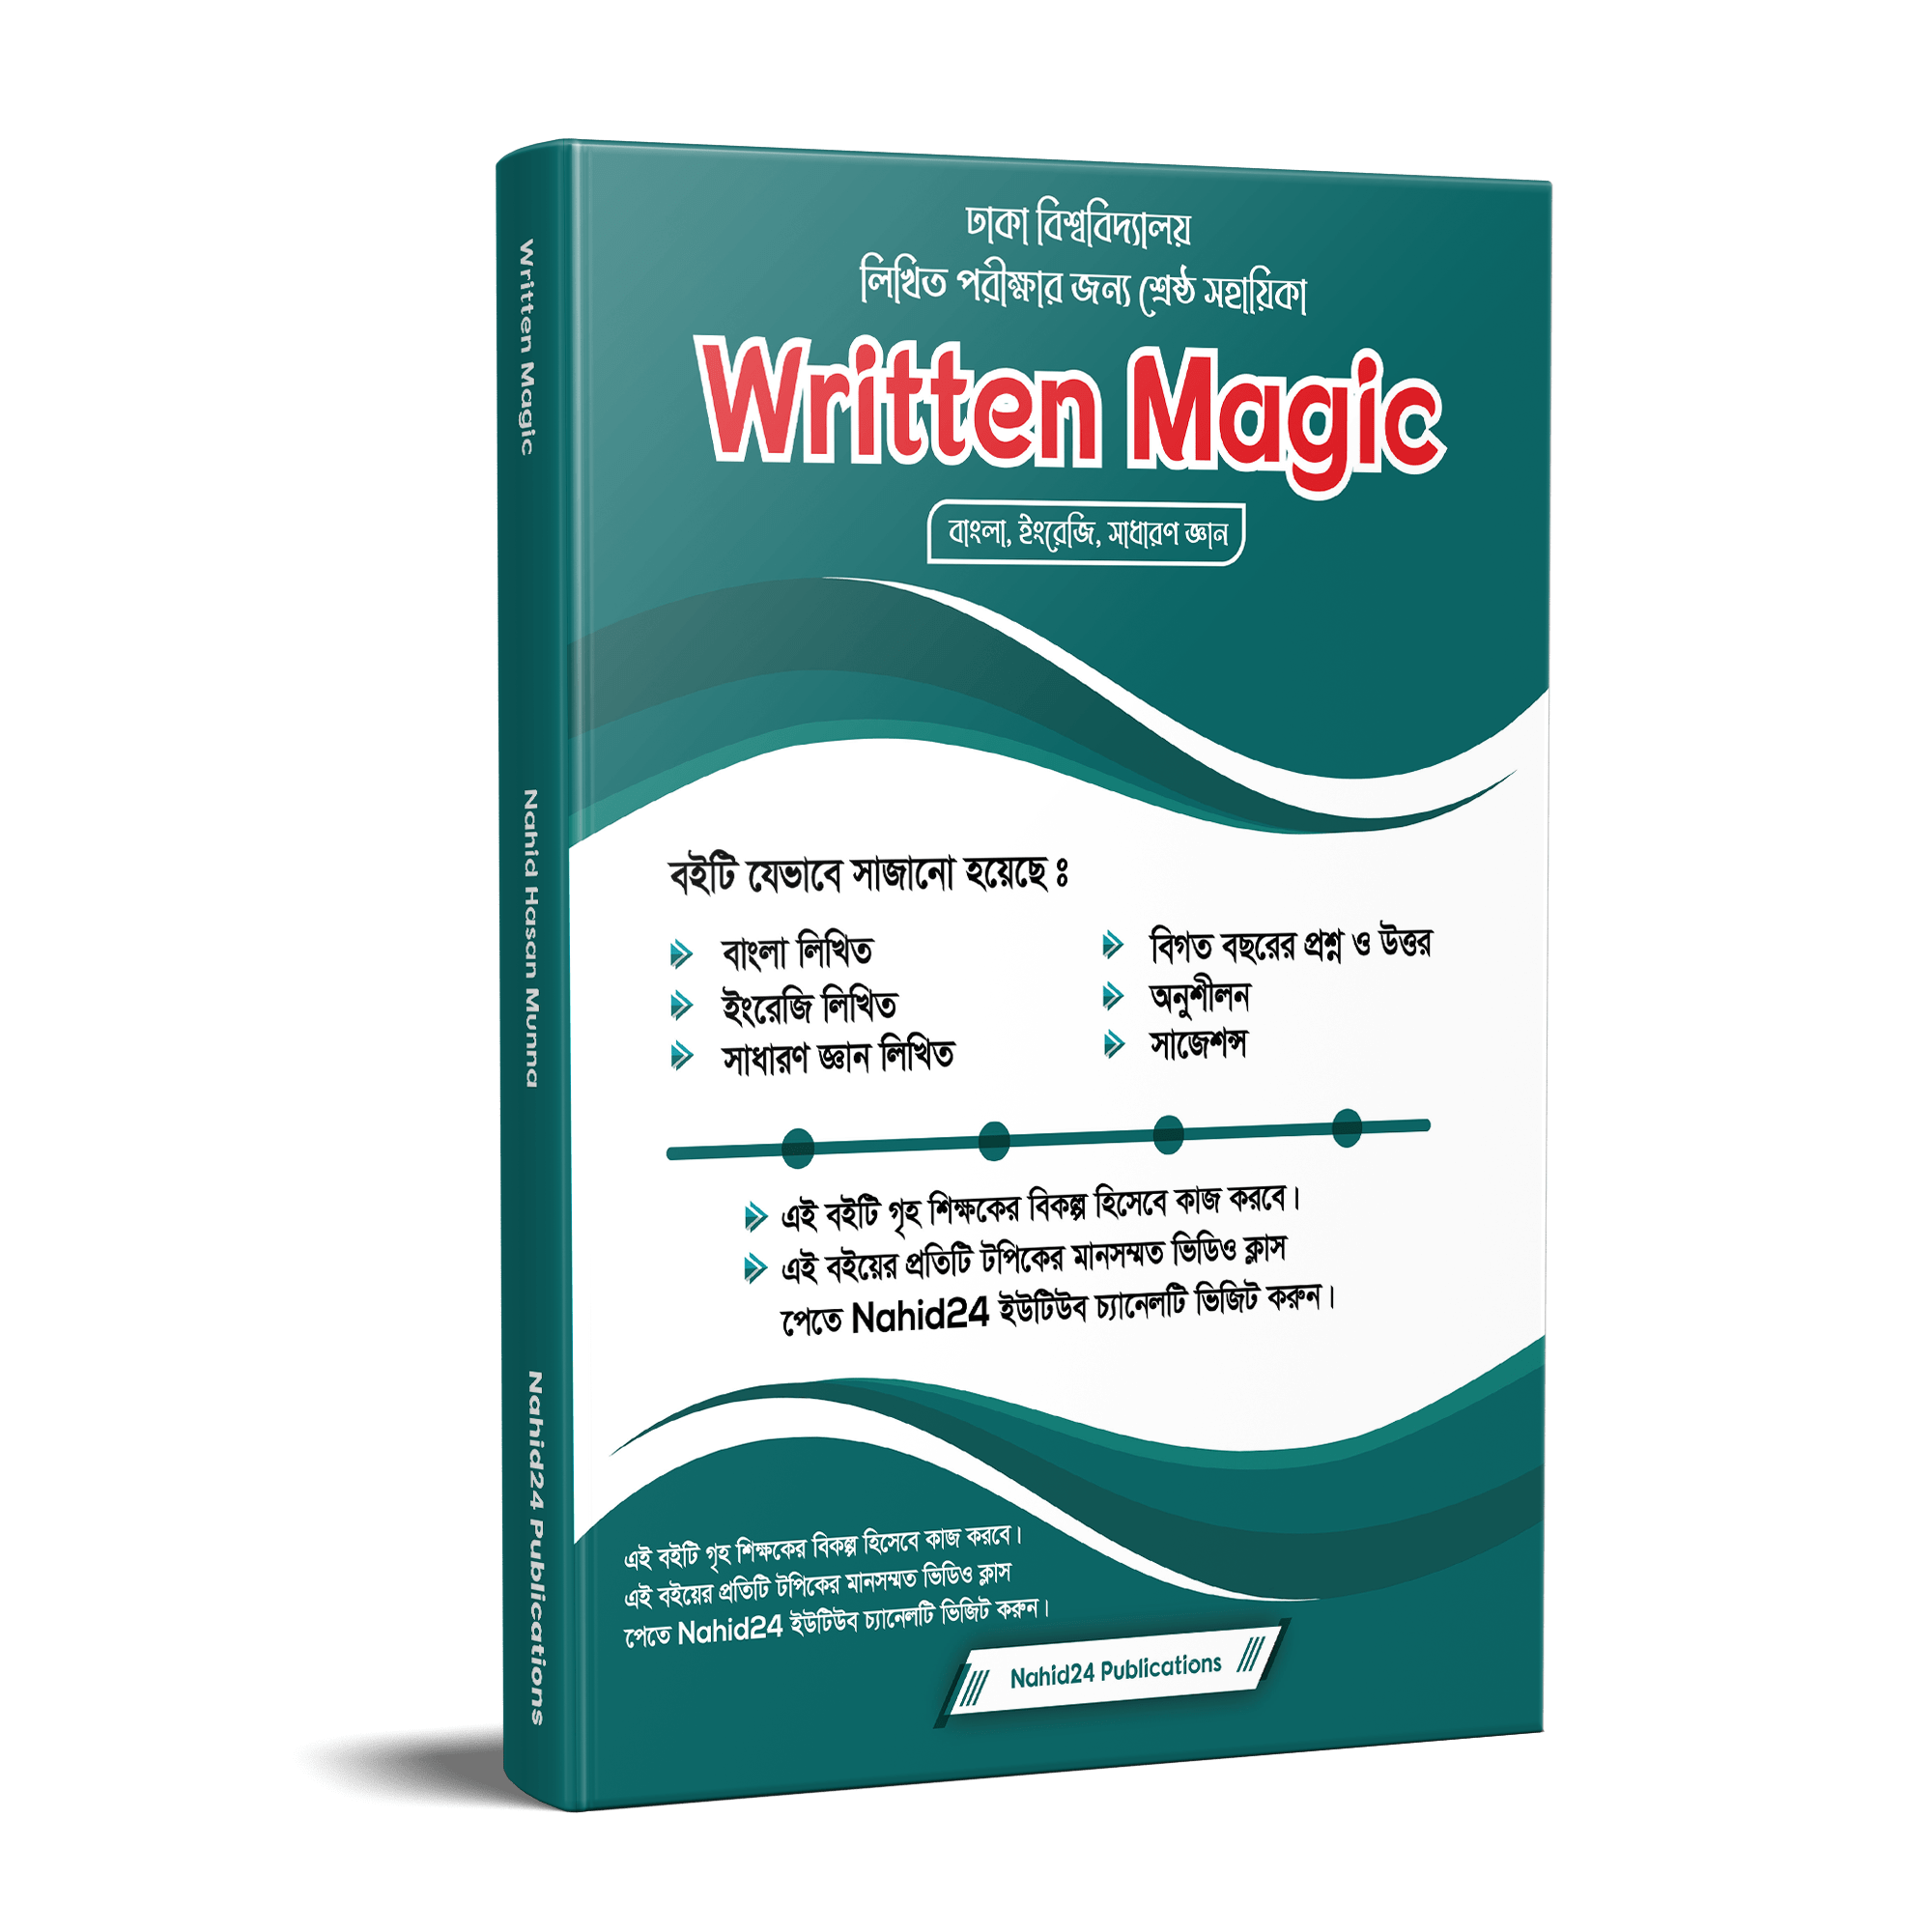 ঢাকা বিশ্ববিদ্যালয়
লিখিত পরীক্ষার জন্য শ্রেষ্ঠ সহায়িকা
Written Magic
বাংলা, ইংরেজি, সাধারণ জ্ঞান
বইটি যেভাবে সাজানো হয়েছে ঃ
বাংলা লিখিত
ইংরেজি লিখিত
সাধারণ জ্ঞান লিখিত
বিগত বছরের প্রশ্ন ও উত্তর
অনুশীলন
সাজেশন্স
এই বইটি গৃহ শিক্ষকের বিকল্প হিসেবে কাজ করবে।
এই বইয়ের প্রতিটি টপিকের মানসম্মত ভিডিও ক্লাস
পেতে Nahid24 ইউটিউব চ্যানেলটি ভিজিট করুন।
এই বইটি গৃহ শিক্ষকের বিকল্প হিসেবে কাজ করবে।
এই বইয়ের প্রতিটি টপিকের মানসম্মত ভিডিও ক্লাস
পেতে Nahid24 ইউটিউব চ্যানেলটি ভিজিট করুন।
Nahid24 Publications
Written Magic
Nahid Hasan Munna
Nahid24 Publications